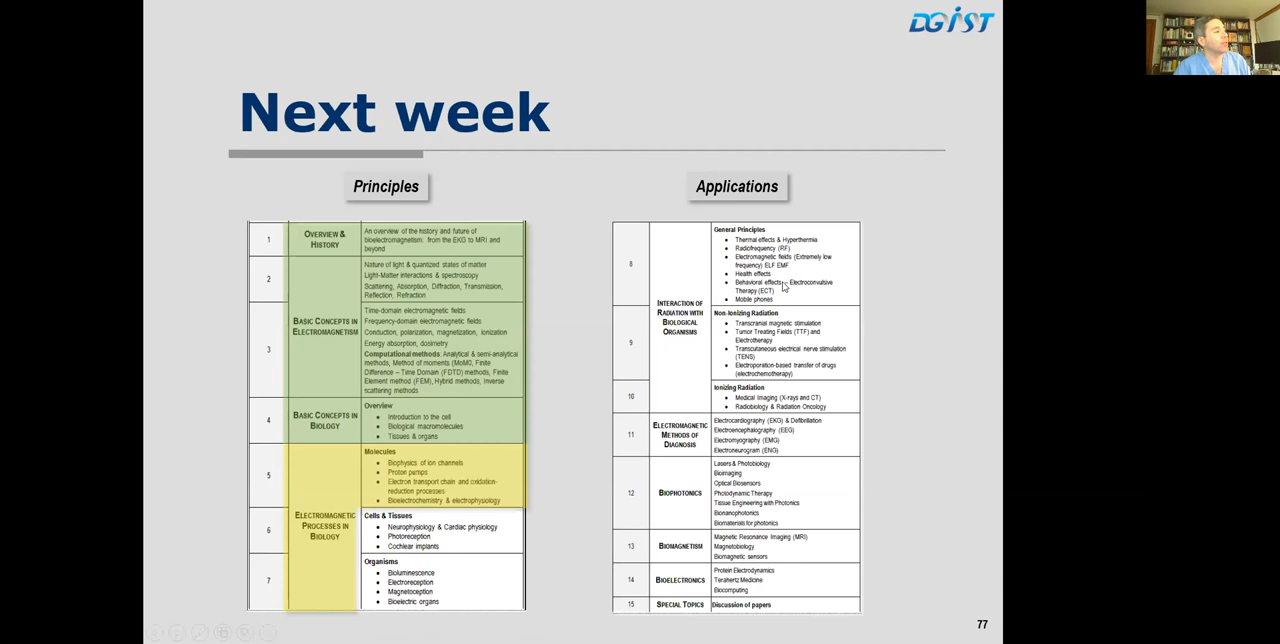 DGIST
Next week
Principles
Applications
1
OVERVIEW &
HISTORY
An overview of the history and future of
bioelectromagnetism: from the EKG to MRI and
beyond
2
Nature of light & quantized states of matter
Light-Matter interactions & spectroscopy
Scattering, Absorption, Diffraction, Transmission,
Reflection, Refraction
BASIC CONCEPTS IN
ELECTROMAGNETISM
3
Time-domain electromagnetic fields
Frequency-domain electromagnetic fields
Conduction, polarization, magnetization, ionization
Energy absorption, dosimetry
Computational methods: Analytical & semi-analytical
methods, Method of moments (MoM0, Finite
Difference – Time Domain (FDTD) methods, Finite
Element method (FEM), Hybrid methods, Inverse
scattering methods
4
BASIC CONCEPTS IN
BIOLOGY
Overview
• Introduction to the cell
• Biological macromolecules
• Tissues & organs
5
Molecules
• Biophysics of ion channels
• Proton pumps
• Electron transport chain and oxidation-
reduction processes
• Bioelectrochemistry & electrophysiology
ELECTROMAGNETIC
PROCESSES IN
BIOLOGY
6
Cells & Tissues
• Neurophysiology & Cardiac physiology
• Photoreception
• Cochlear implants
7
Organisms
• Bioluminescence
• Electroreception
• Magnetoception
• Bioelectric organs
8
General Principles
• Thermal effects & Hyperthermia
• Radiofrequency (RF)
• Electromagnetic fields (Extremely low
frequency) ELF EMF
• Health effects
• Behavioral effects: Electroconvulsive
Therapy (ECT)
• Mobile phones
INTERACTION OF
RADIATION WITH
BIOLOGICAL
ORGANISMS
9
Non-Ionizing Radiation
• Transcranial magnetic stimulation
• Tumor Treating Fields (TTF) and
Electrotherapy
• Transcutaneous electrical nerve stimulation
(TENS)
• Electroporation-based transfer of drugs
(electrochemotherapy)
10
Ionizing Radiation
• Medical Imaging (X-rays and CT)
• Radiobiology & Radiation Oncology
11
ELECTROMAGNETIC
METHODS OF
DIAGNOSIS
Electrocardiography (EKG) & Defibrillation
Electroencephalography (EEG)
Electromyography (EMG)
Electroneurogram (ENG)
12
BIOPHOTONICS
Lasers & Photobiology
Bioimaging
Optical Biosensors
Photodynamic Therapy
Tissue Engineering with Photonics
Bionanophotonics
Biomaterials for photonics
13
BIOMAGNETISM
Magnetic Resonance Imaging (MRI)
Magnetobiology
Biomagnetic sensors
14
BIOELECTRONICS
Protein Electrodynamics
Terahertz Medicine
Biocomputing
15
SPECIAL TOPICS
Discussion of papers
77